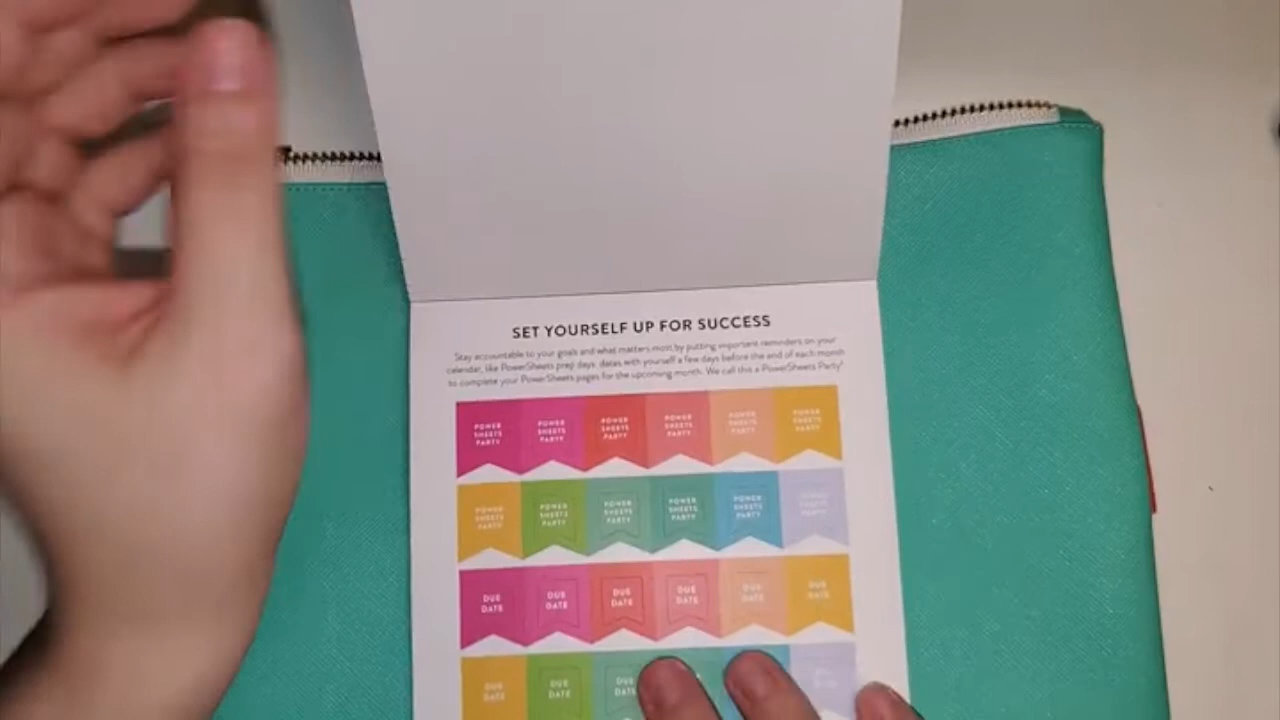 SET YOURSELF UP FOR SUCCESS
Stay accountable to your goals and what matters most by putting important reminders on your
calendar, like PowerSheets prep days: dates with yourself a few days before the end of each month
to complete your PowerSheets pages for the upcoming month. We call this a PowerSheets Party!
POWER SHEETS PARTY POWER SHEETS PARTY POWER SHEETS PARTY POWER SHEETS PARTY POWER SHEETS PARTY POWER SHEETS PARTY
POWER SHEETS PARTY POWER SHEETS PARTY POWER SHEETS PARTY POWER SHEETS PARTY POWER SHEETS PARTY POWER SHEETS PARTY
DUE DATE DUE DATE DUE DATE DUE DATE DUE DATE DUE DATE
DUE DATE DUE DATE DUE DATE